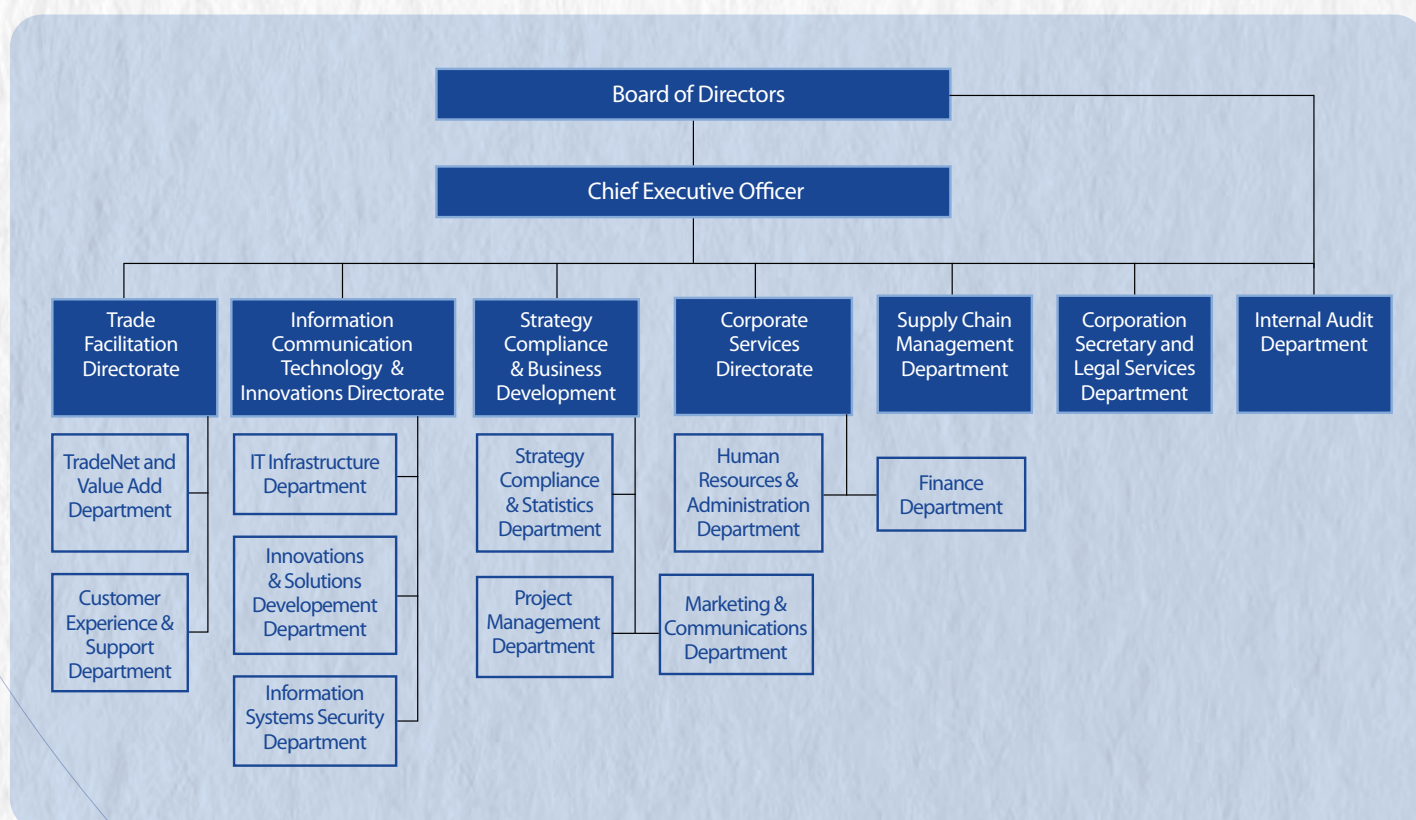 Board of Directors
Chief Executive Officer
Trade
Facilitation
Directorate
Information
Communication
Technology &
Innovations Directorate
Strategy
Compliance
& Business
Development
Corporate
Services
Directorate
Supply Chain
Management
Department
Corporation
Secretary and
Legal Services
Department
Internal Audit
Department
TradeNet and
Value Add
Department
IT Infrastructure
Department
Strategy
Compliance
& Statistics
Department
Human
Resources &
Administration
Department
Finance
Department
Customer
Experience &
Support
Department
Innovations
& Solutions
Developement
Department
Project
Management
Department
Marketing &
Communications
Department
Information
Systems Security
Department